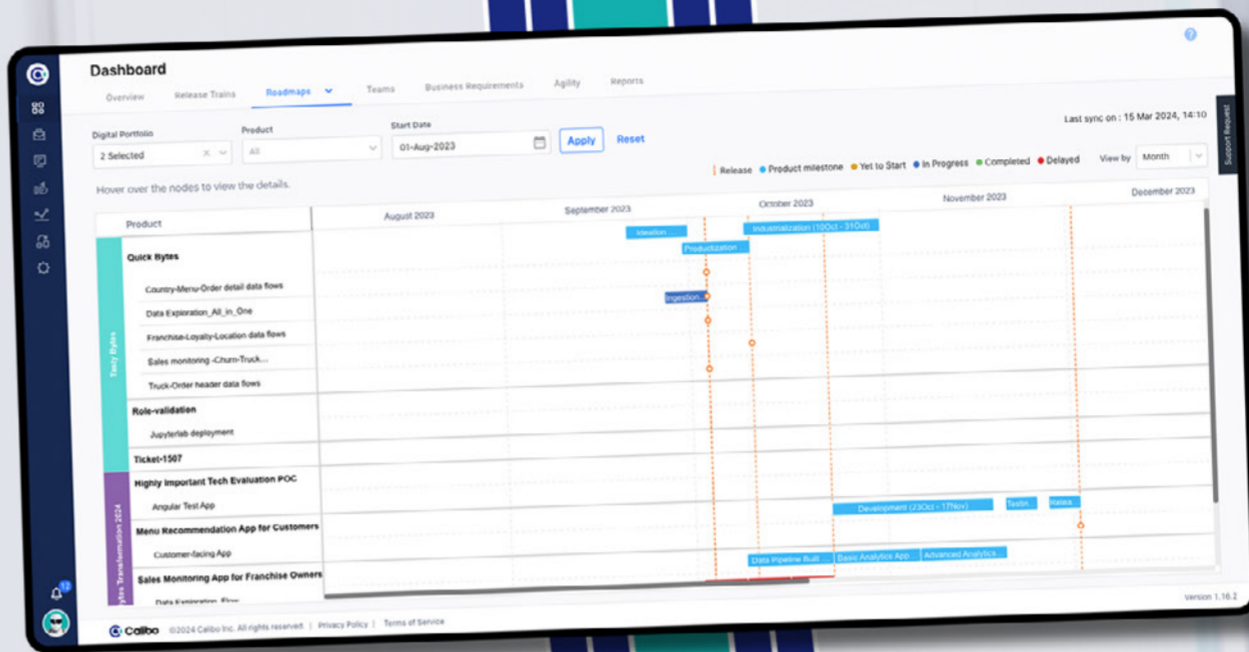 Dashboard
Overview Release Trains Roadmaps Teams Business Requirements Agility Reports
Digital Portfolio Product Start Date
Last sync on : 15 Mar 2024, 14:10
2 Selected All 01-Aug-2023 Apply Reset
Support Request
Release Product milestone Yet to Start In Progress Completed Delayed View by Month
Hover over the nodes to view the details.
Product August 2023 September 2023 October 2023 November 2023 December 2023
Tasty Bytes
Ideation ... Industrialization (10Oct - 31Oct)
Quick Bytes Productization
Country-Menu-Order detail data flows
Data Exploration_All_in_One Ingestion...
Franchise-Loyalty-Location data flows
Sales monitoring -Churn-Truck...
Truck-Order header data flows
Role-validation
Jupyterlab deployment
Ticket-1507
ytes Transformation 2024
Highly Important Tech Evaluation POC
Angular Test App Development (23Oct - 17Nov) Testin... Relea...
Menu Recommendation App for Customers
Customer-facing App Data Pipeline Built ... Basic Analytics App... Advanced Analytics...
Sales Monitoring App for Franchise Owners
Data Exploration_Flow
12
Version 1.16.2
Calibo ©2024 Calibo Inc. All rights reserved. | Privacy Policy | Terms of Service